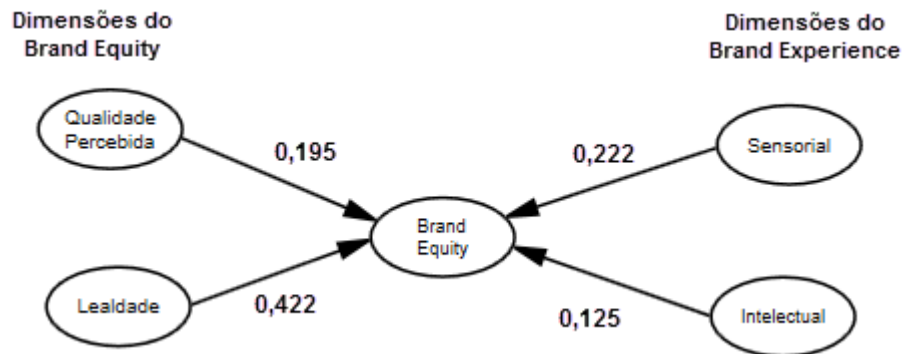 Dimensões do
Brand Equity
Dimensões do
Brand Experience
Qualidade
Percebida
0,195
0,222
Sensorial
Brand
Equity
Lealdade
0,422
0,125
Intelectual